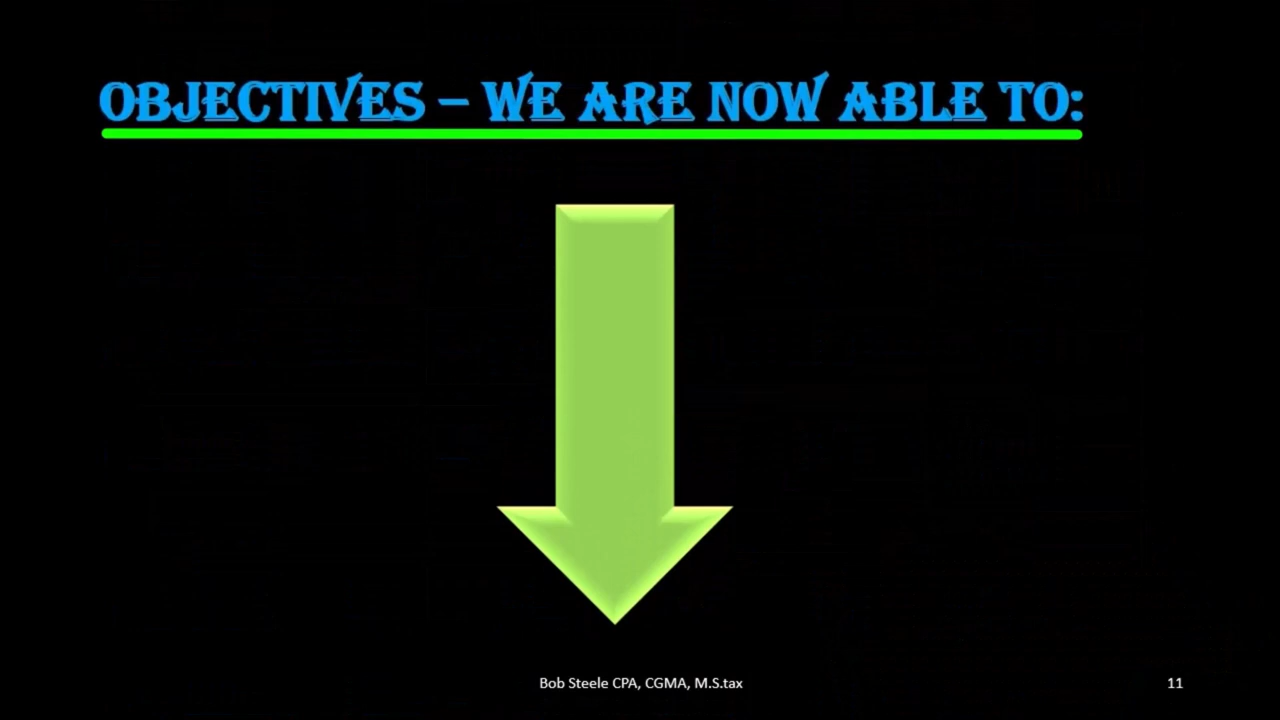 OBJECTIVES – WE ARE NOW ABLE TO:
Bob Steele CPA, CGMA, M.S.tax
11